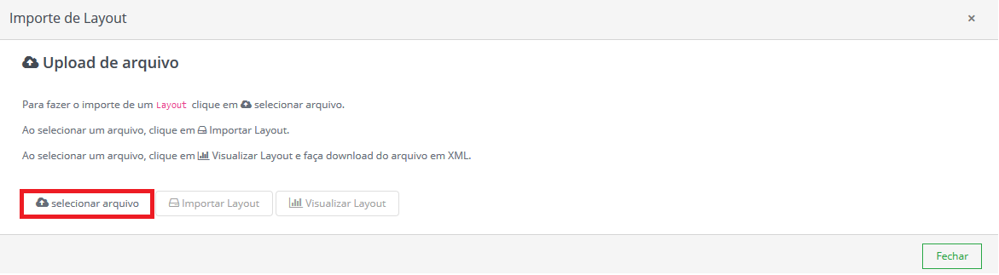 Importe de Layout ×
Upload de arquivo
Para fazer o importe de um Layout clique em selecionar arquivo.
Ao selecionar um arquivo, clique em Importar Layout.
Ao selecionar um arquivo, clique em Visualizar Layout e faça download do arquivo em XML.
selecionar arquivo Importar Layout Visualizar Layout
Fechar